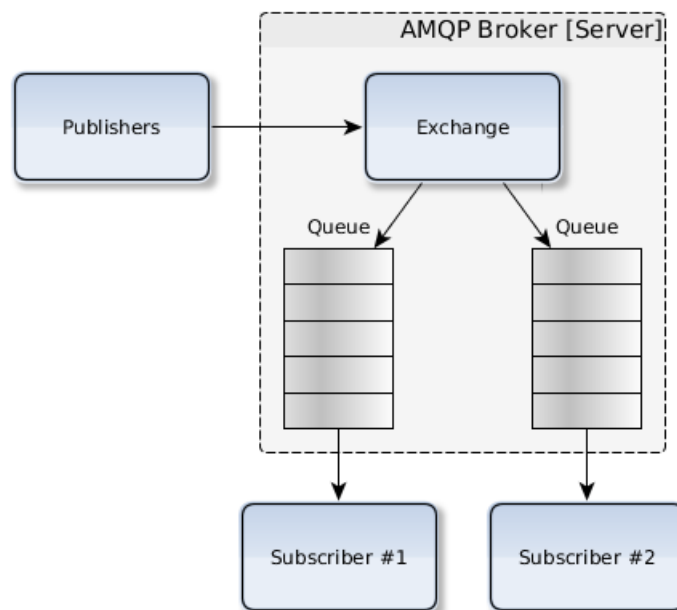 AMQP Broker [Server]
Publishers
Exchange
Queue
Queue
Subscriber #1
Subscriber #2